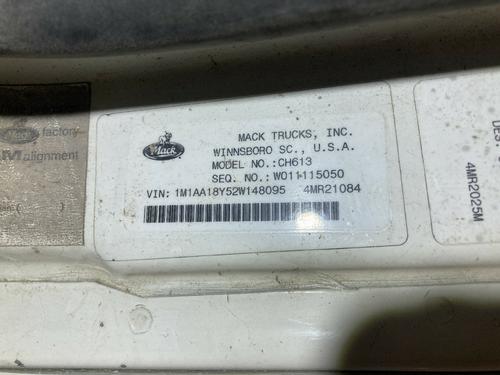 Mack
MACK TRUCKS, INC.
WINNSBORO SC., U.S.A.
MODEL NO.:CH613
SEQ. NO.: W011115050
VIN: 1M1AA18Y52W148095 4MR21084
Mack factory
alignment
4MR2025M